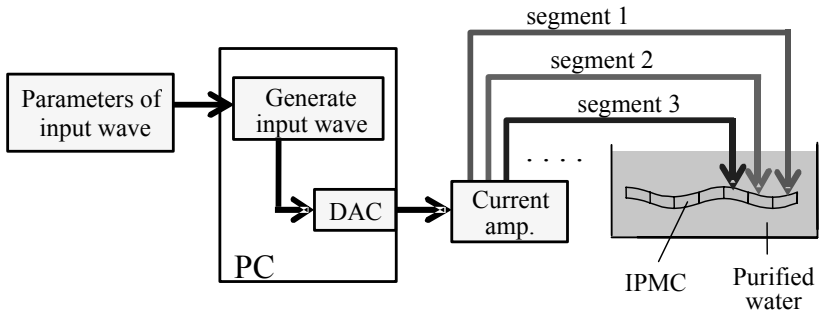 segment 1
segment 2
segment 3
Parameters of
input wave
Generate
input wave
. . . .
DAC
Current
amp.
PC
IPMC
Purified
water